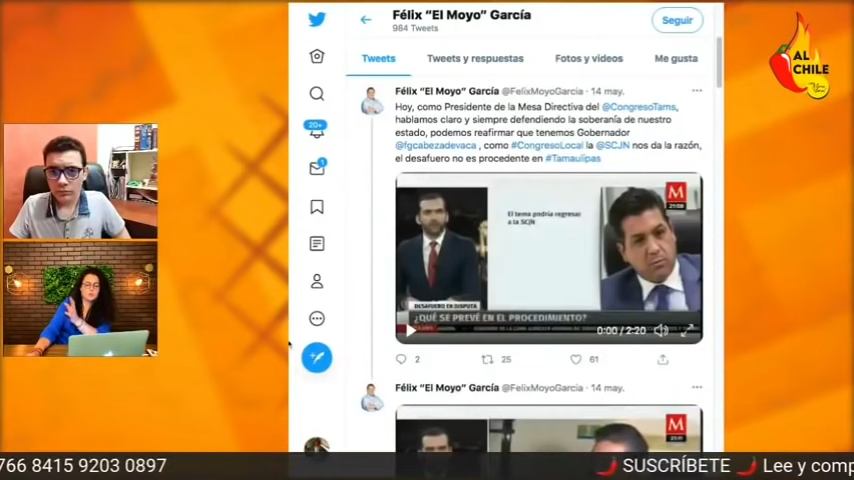 Félix “El Moyo” García
984 Tweets
Seguir
Tweets
Tweets y respuestas
Fotos y videos
Me gusta
Félix “El Moyo” García @FelixMoyoGarcia · 14 may.
Hoy, como Presidente de la Mesa Directiva del @CongresoTams,
hablamos claro y siempre defendiendo la soberanía de nuestro
estado, podemos reafirmar que tenemos Gobernador
@fgcabezadevaca , como #CongresoLocal la @SCJN nos da la razón,
el desafuero no es procedente en #Tamaulipas
El tema podría regresar
a la SCJN
M
21:09
DESAFUERO EN DISPUTA
¿QUÉ SE PREVÉ EN EL PROCEDIMIENTO?
0:00 / 2:20
2
25
61
Félix “El Moyo” García @FelixMoyoGarcia · 14 may.
M
20+
1
AL
CHILE
766 8415 9203 0897
SUSCRÍBETE
Lee y comp